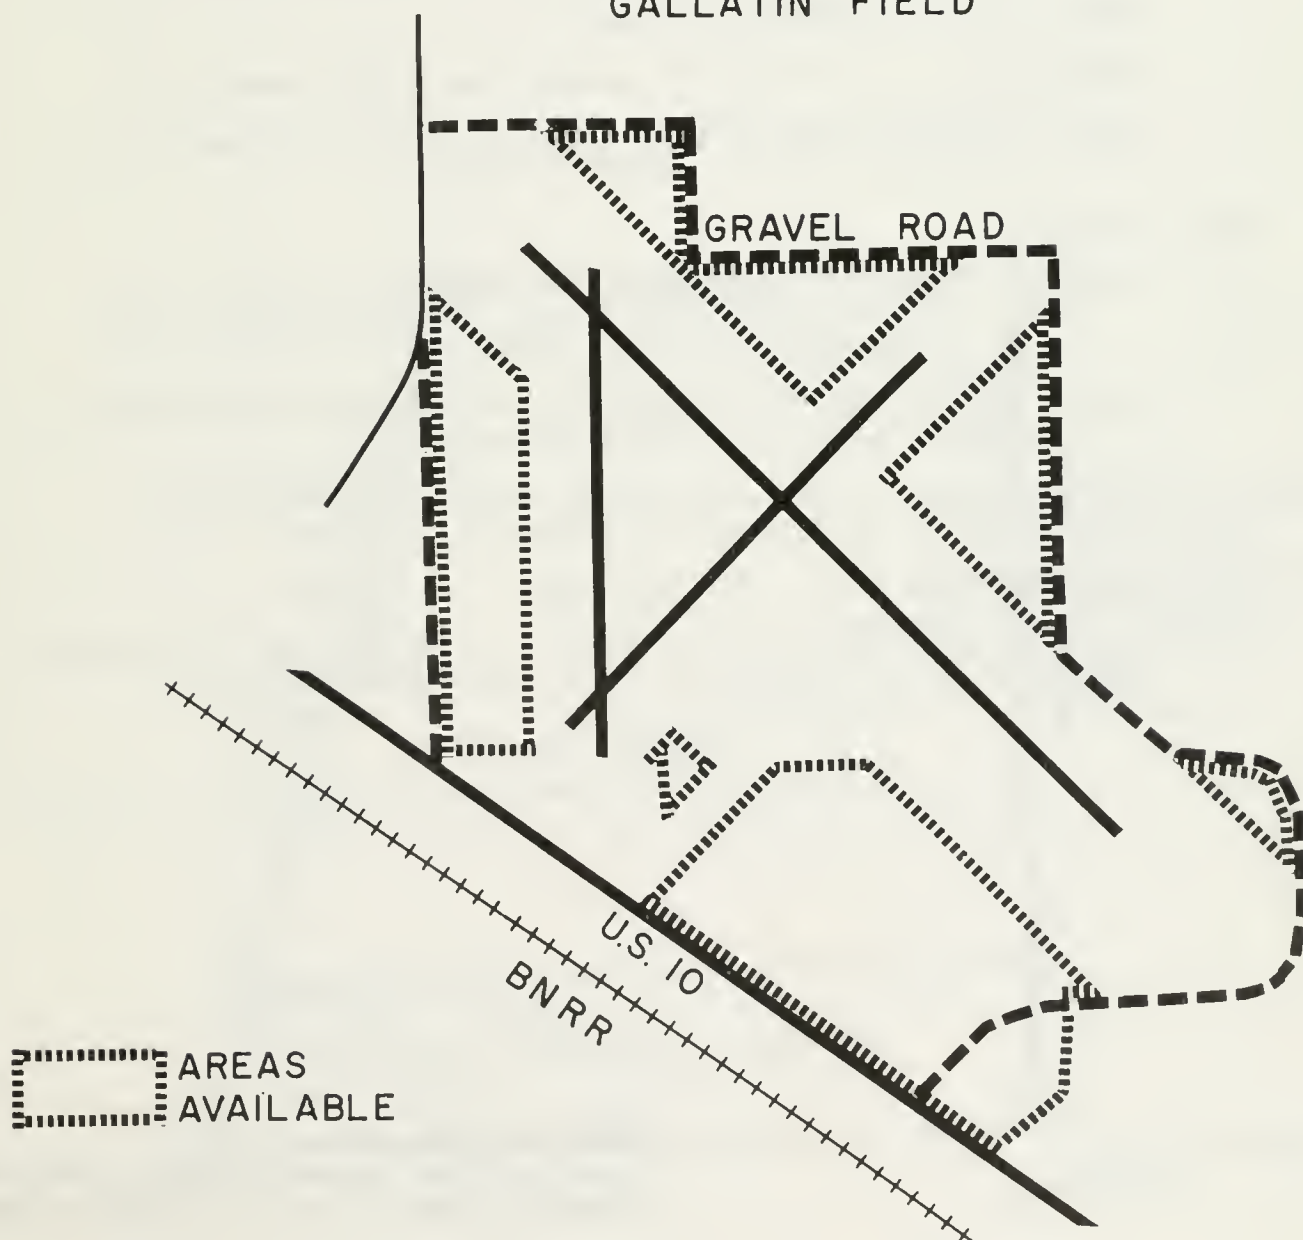 GALLATIN FIELD
GRAVEL ROAD
U.S. 10
BNRR
AREAS
AVAILABLE